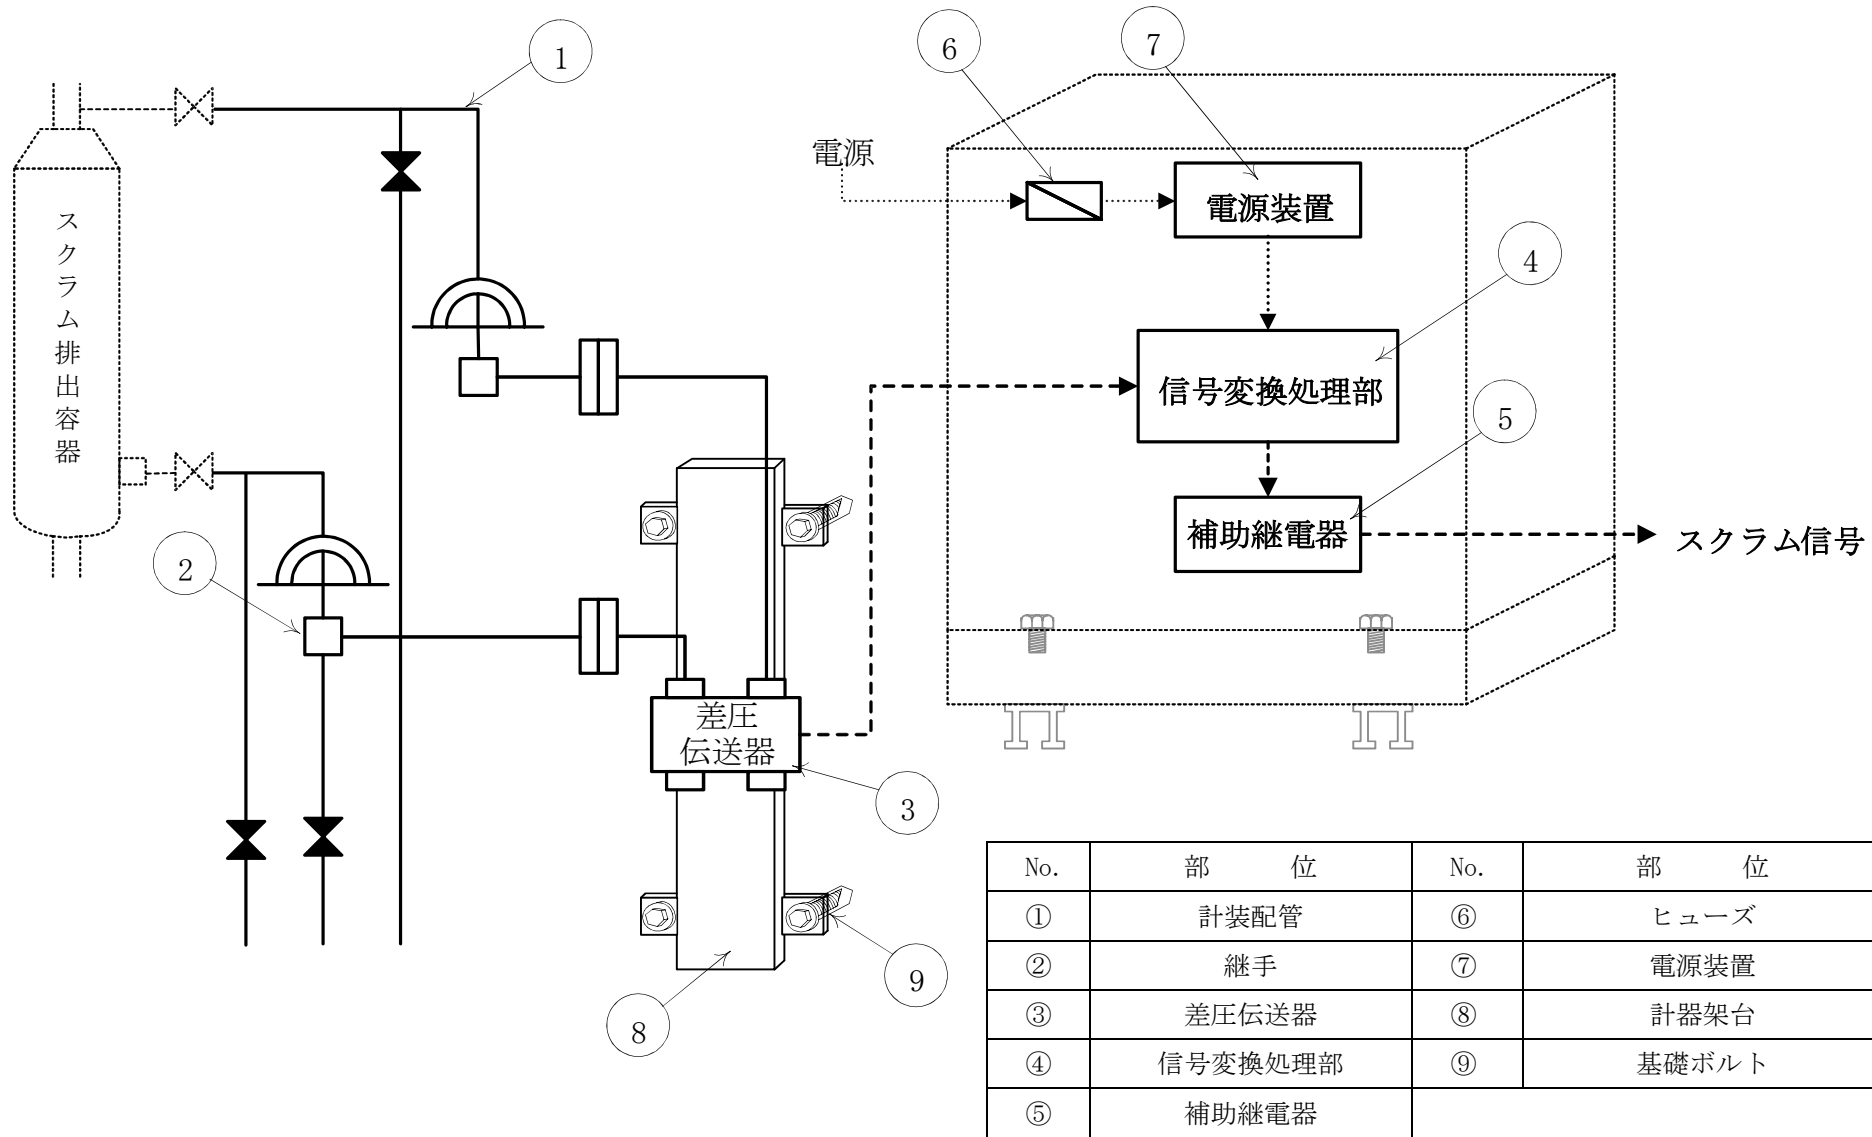 ①
⑥
⑦
電源
電源装置
スクラム排出容器
④
信号変換処理部
⑤
補助継電器
スクラム信号
②
差圧
伝送器
③
⑨
⑧
No. 部 位 No. 部 位
① 計装配管 ⑥ ヒューズ
② 継手 ⑦ 電源装置
③ 差圧伝送器 ⑧ 計器架台
④ 信号変換処理部 ⑨ 基礎ボルト
⑤ 補助継電器